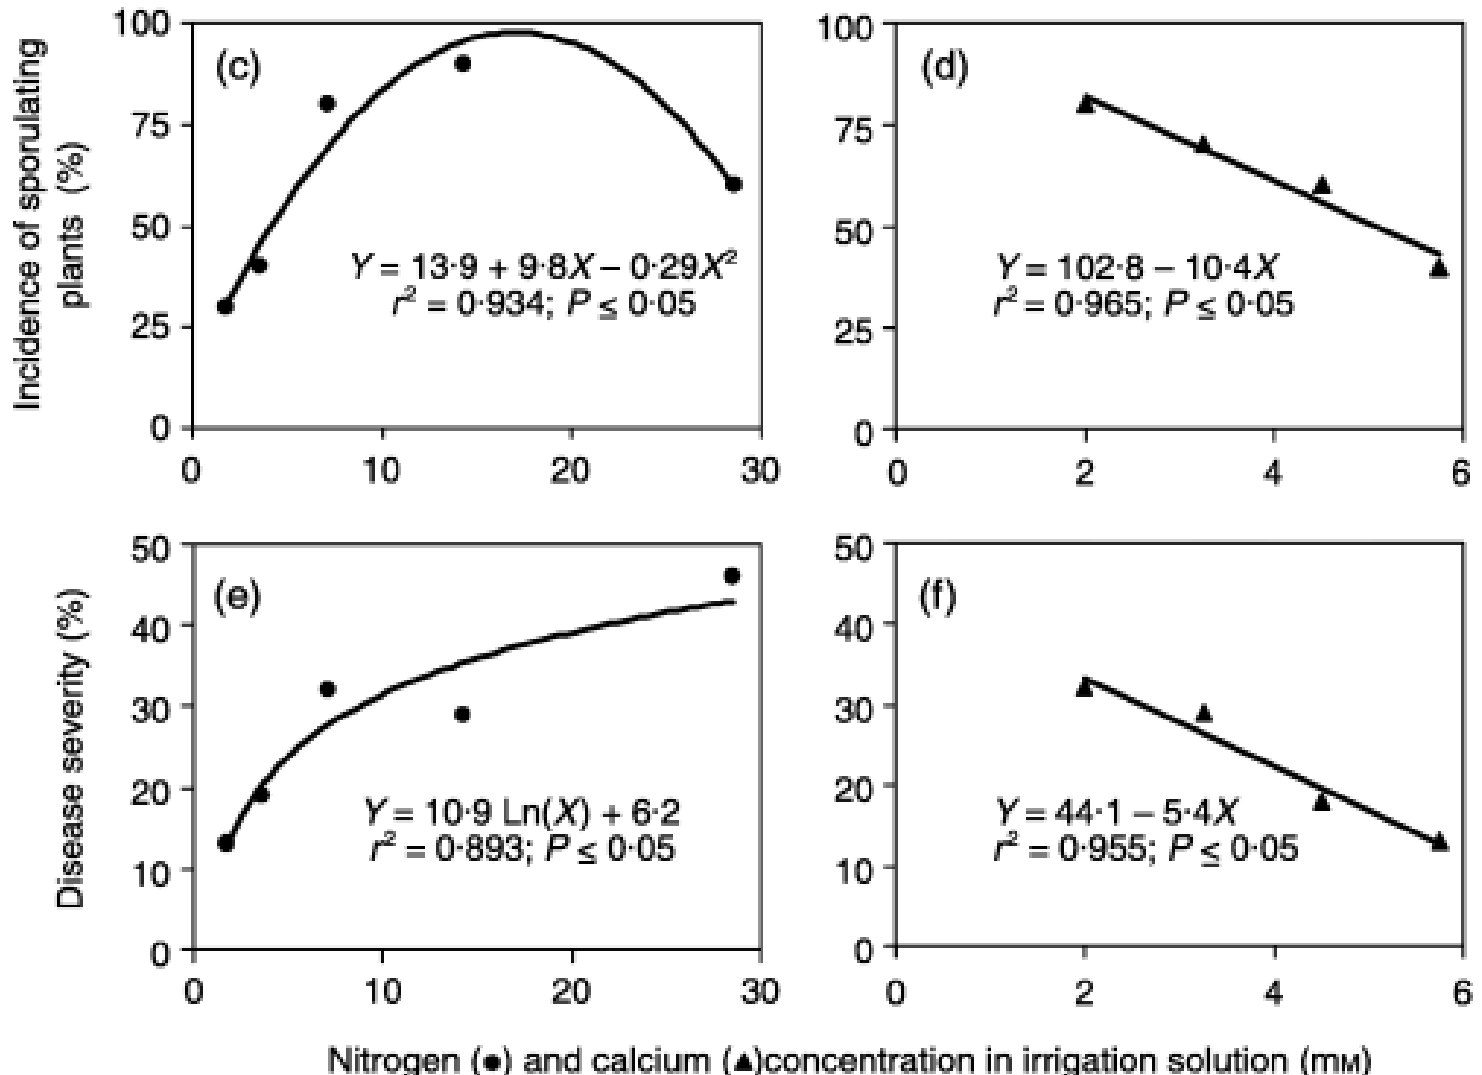 Incidence of sporulating
plants (%)
100
75
50
25
0
(c)
Y = 13·9 + 9·8X – 0·29X²
r² = 0·934; P ≤ 0·05
0 10 20 30
100
75
50
25
0
(d)
Y = 102·8 – 10·4X
r² = 0·965; P ≤ 0·05
0 2 4 6
Disease severity (%)
50
40
30
20
10
0
(e)
Y = 10·9 Ln(X) + 6·2
r² = 0·893; P ≤ 0·05
0 10 20 30
50
40
30
20
10
0
(f)
Y = 44·1 – 5·4X
r² = 0·955; P ≤ 0·05
0 2 4 6
Nitrogen (●) and calcium (▲)concentration in irrigation solution (mM)